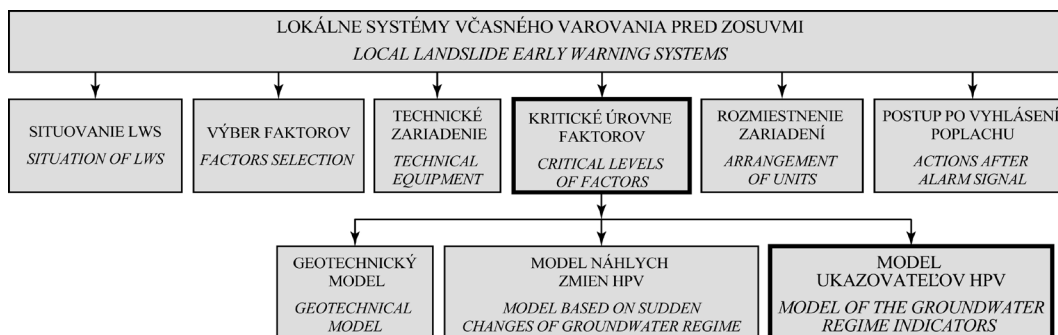 LOKÁLNE SYSTÉMY VČASNÉHO VAROVANIA PRED ZOSUVMI
LOCAL LANDSLIDE EARLY WARNING SYSTEMS
SITUOVANIE LWS
SITUATION OF LWS
VÝBER FAKTOROV
FACTORS SELECTION
TECHNICKÉ
ZARIADENIE
TECHNICAL
EQUIPMENT
KRITICKÉ ÚROVNE
FAKTOROV
CRITICAL LEVELS
OF FACTORS
ROZMIESTNENIE
ZARIADENÍ
ARRANGEMENT
OF UNITS
POSTUP PO VYHLÁSENÍ
POPLACHU
ACTIONS AFTER
ALARM SIGNAL
GEOTECHNICKÝ
MODEL
GEOTECHNICAL
MODEL
MODEL NÁHLYCH
ZMIEN HPV
MODEL BASED ON SUDDEN
CHANGES OF GROUNDWATER REGIME
MODEL
UKAZOVATEĽOV HPV
MODEL OF THE GROUNDWATER
REGIME INDICATORS